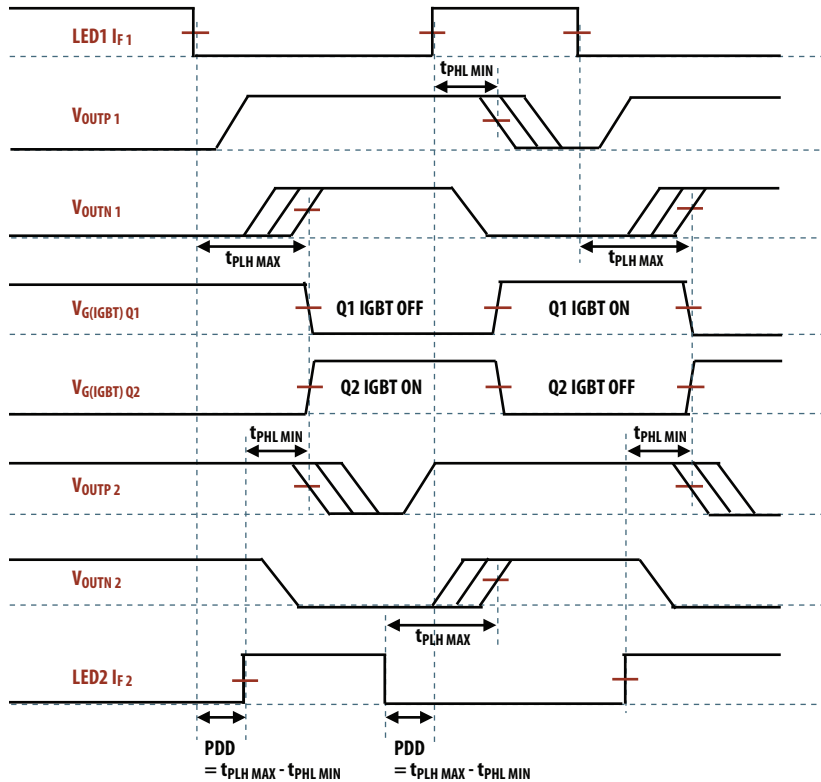 LED1 IF 1
tPHL MIN
VOUTP 1
VOUTN 1
tPLH MAX
tPLH MAX
VG(IGBT) Q1
Q1 IGBT OFF
Q1 IGBT ON
VG(IGBT) Q2
Q2 IGBT ON
Q2 IGBT OFF
tPHL MIN
tPHL MIN
VOUTP 2
VOUTN 2
tPLH MAX
LED2 IF 2
PDD
= tPLH MAX - tPHL MIN
PDD
= tPLH MAX - tPHL MIN